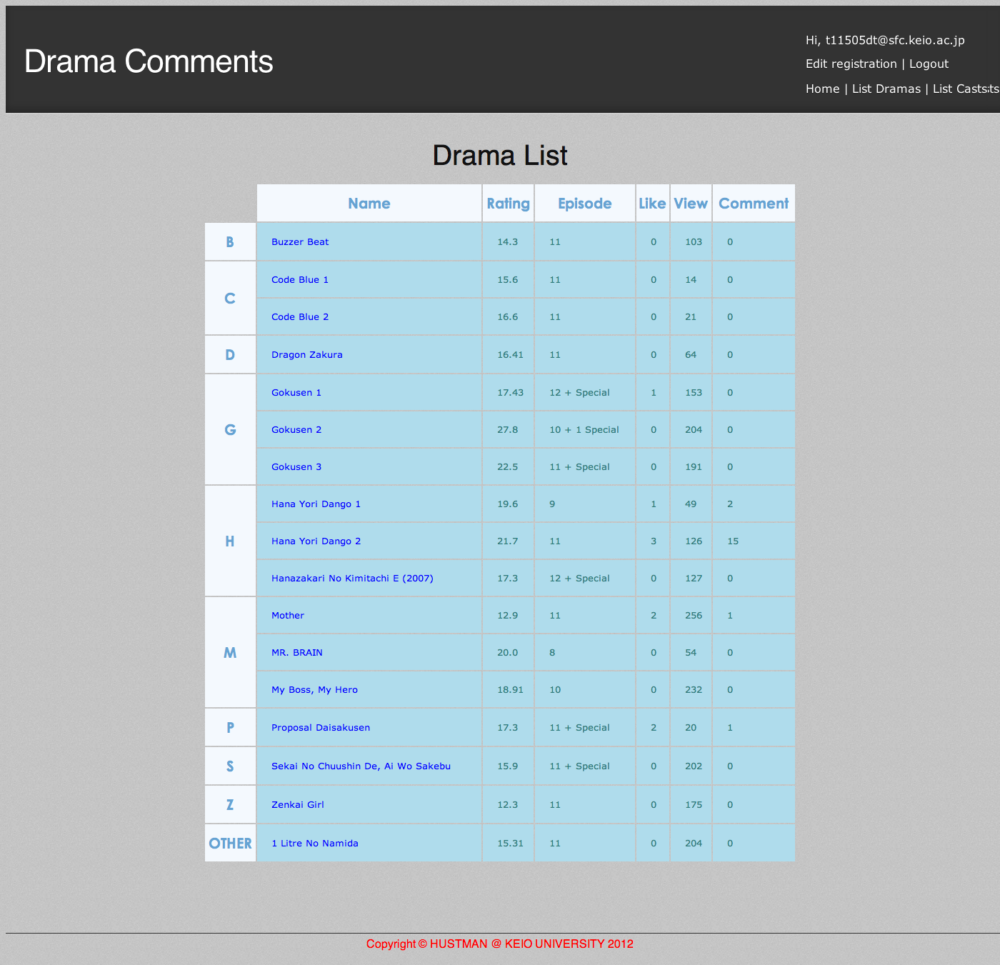 Drama Comments
Hi, t11505dt@sfc.keio.ac.jp
Edit registration | Logout
Home | List Dramas | List Casts
Drama List
Name Rating Episode Like View Comment
B Buzzer Beat 14.3 11 0 103 0
C
Code Blue 1 15.6 11 0 14 0
Code Blue 2 16.6 11 0 21 0
D Dragon Zakura 16.41 11 0 64 0
G
Gokusen 1 17.43 12 + Special 1 153 0
Gokusen 2 27.8 10 + 1 Special 0 204 0
Gokusen 3 22.5 11 + Special 0 191 0
H
Hana Yori Dango 1 19.6 9 1 49 2
Hana Yori Dango 2 21.7 11 3 126 15
Hanazakari No Kimitachi E (2007) 17.3 12 + Special 0 127 0
M
Mother 12.9 11 2 256 1
MR. BRAIN 20.0 8 0 54 0
My Boss, My Hero 18.91 10 0 232 0
P Proposal Daisakusen 17.3 11 + Special 2 20 1
S Sekai No Chuushin De, Ai Wo Sakebu 15.9 11 + Special 0 202 0
Z Zenkai Girl 12.3 11 0 175 0
OTHER 1 Litre No Namida 15.31 11 0 204 0
Copyright © HUSTMAN @ KEIO UNIVERSITY 2012